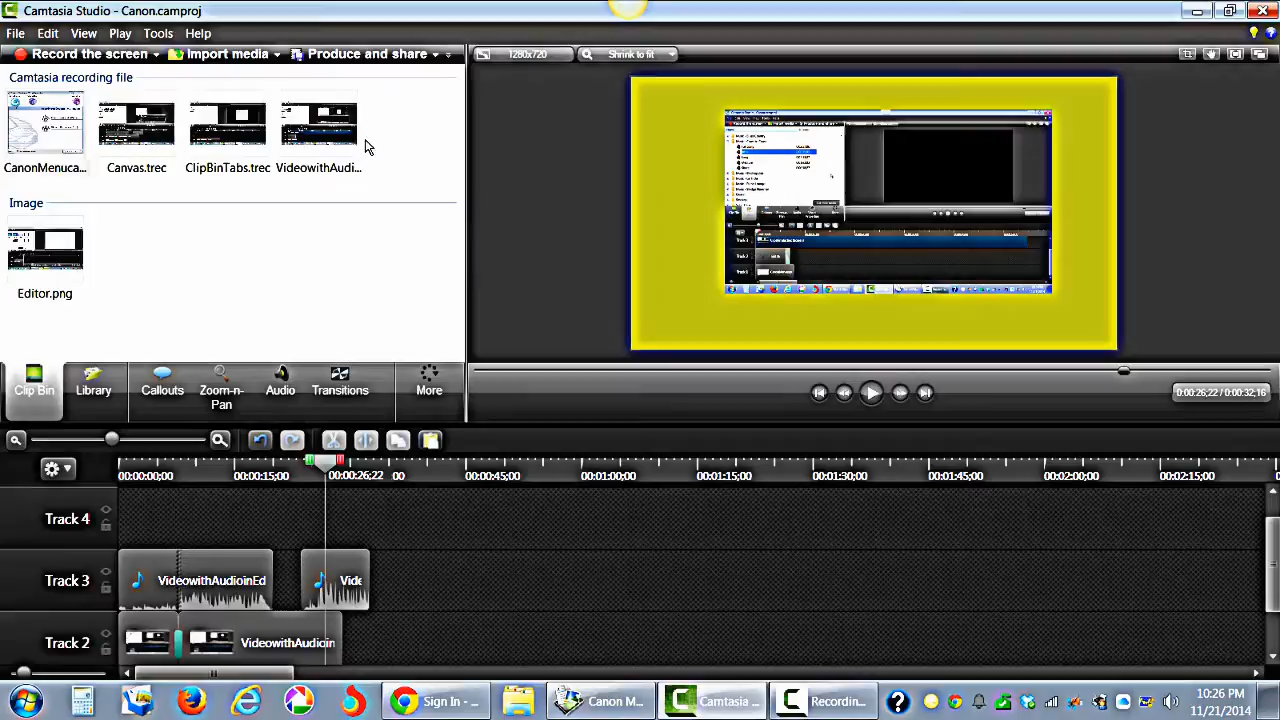 Camtasia Studio - Canon.camproj
File Edit View Play Tools Help
Record the screen Import media Produce and share
1280x720 Shrink to fit
Camtasia recording file
Canonvenuca... Canvas.trec ClipBinTabs.trec VideowithAudi...
Image
Editor.png
Clip Bin Library Callouts Zoom-n-Pan Audio Transitions More
0:00:26;22 / 0:00:32;16
00:00:00;00 00:00:15;00 00:00:26;22 :00 00:00:45;00 00:01:00;00 00:01:15;00 00:01:30;00 00:01:45;00 00:02:00;00 00:02:15;00
Track 4
Track 3 VideowithAudioinEd Vide
Track 2 VideowithAudioin
Sign In - ... Canon M... Camtasia ... Recordin...
10:26 PM
11/21/2014